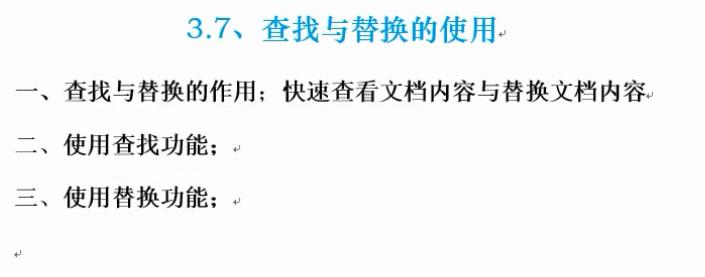 3.7、查找与替换的使用
一、查找与替换的作用；快速查看文档内容与替换文档内容
二、使用查找功能；
三、使用替换功能；